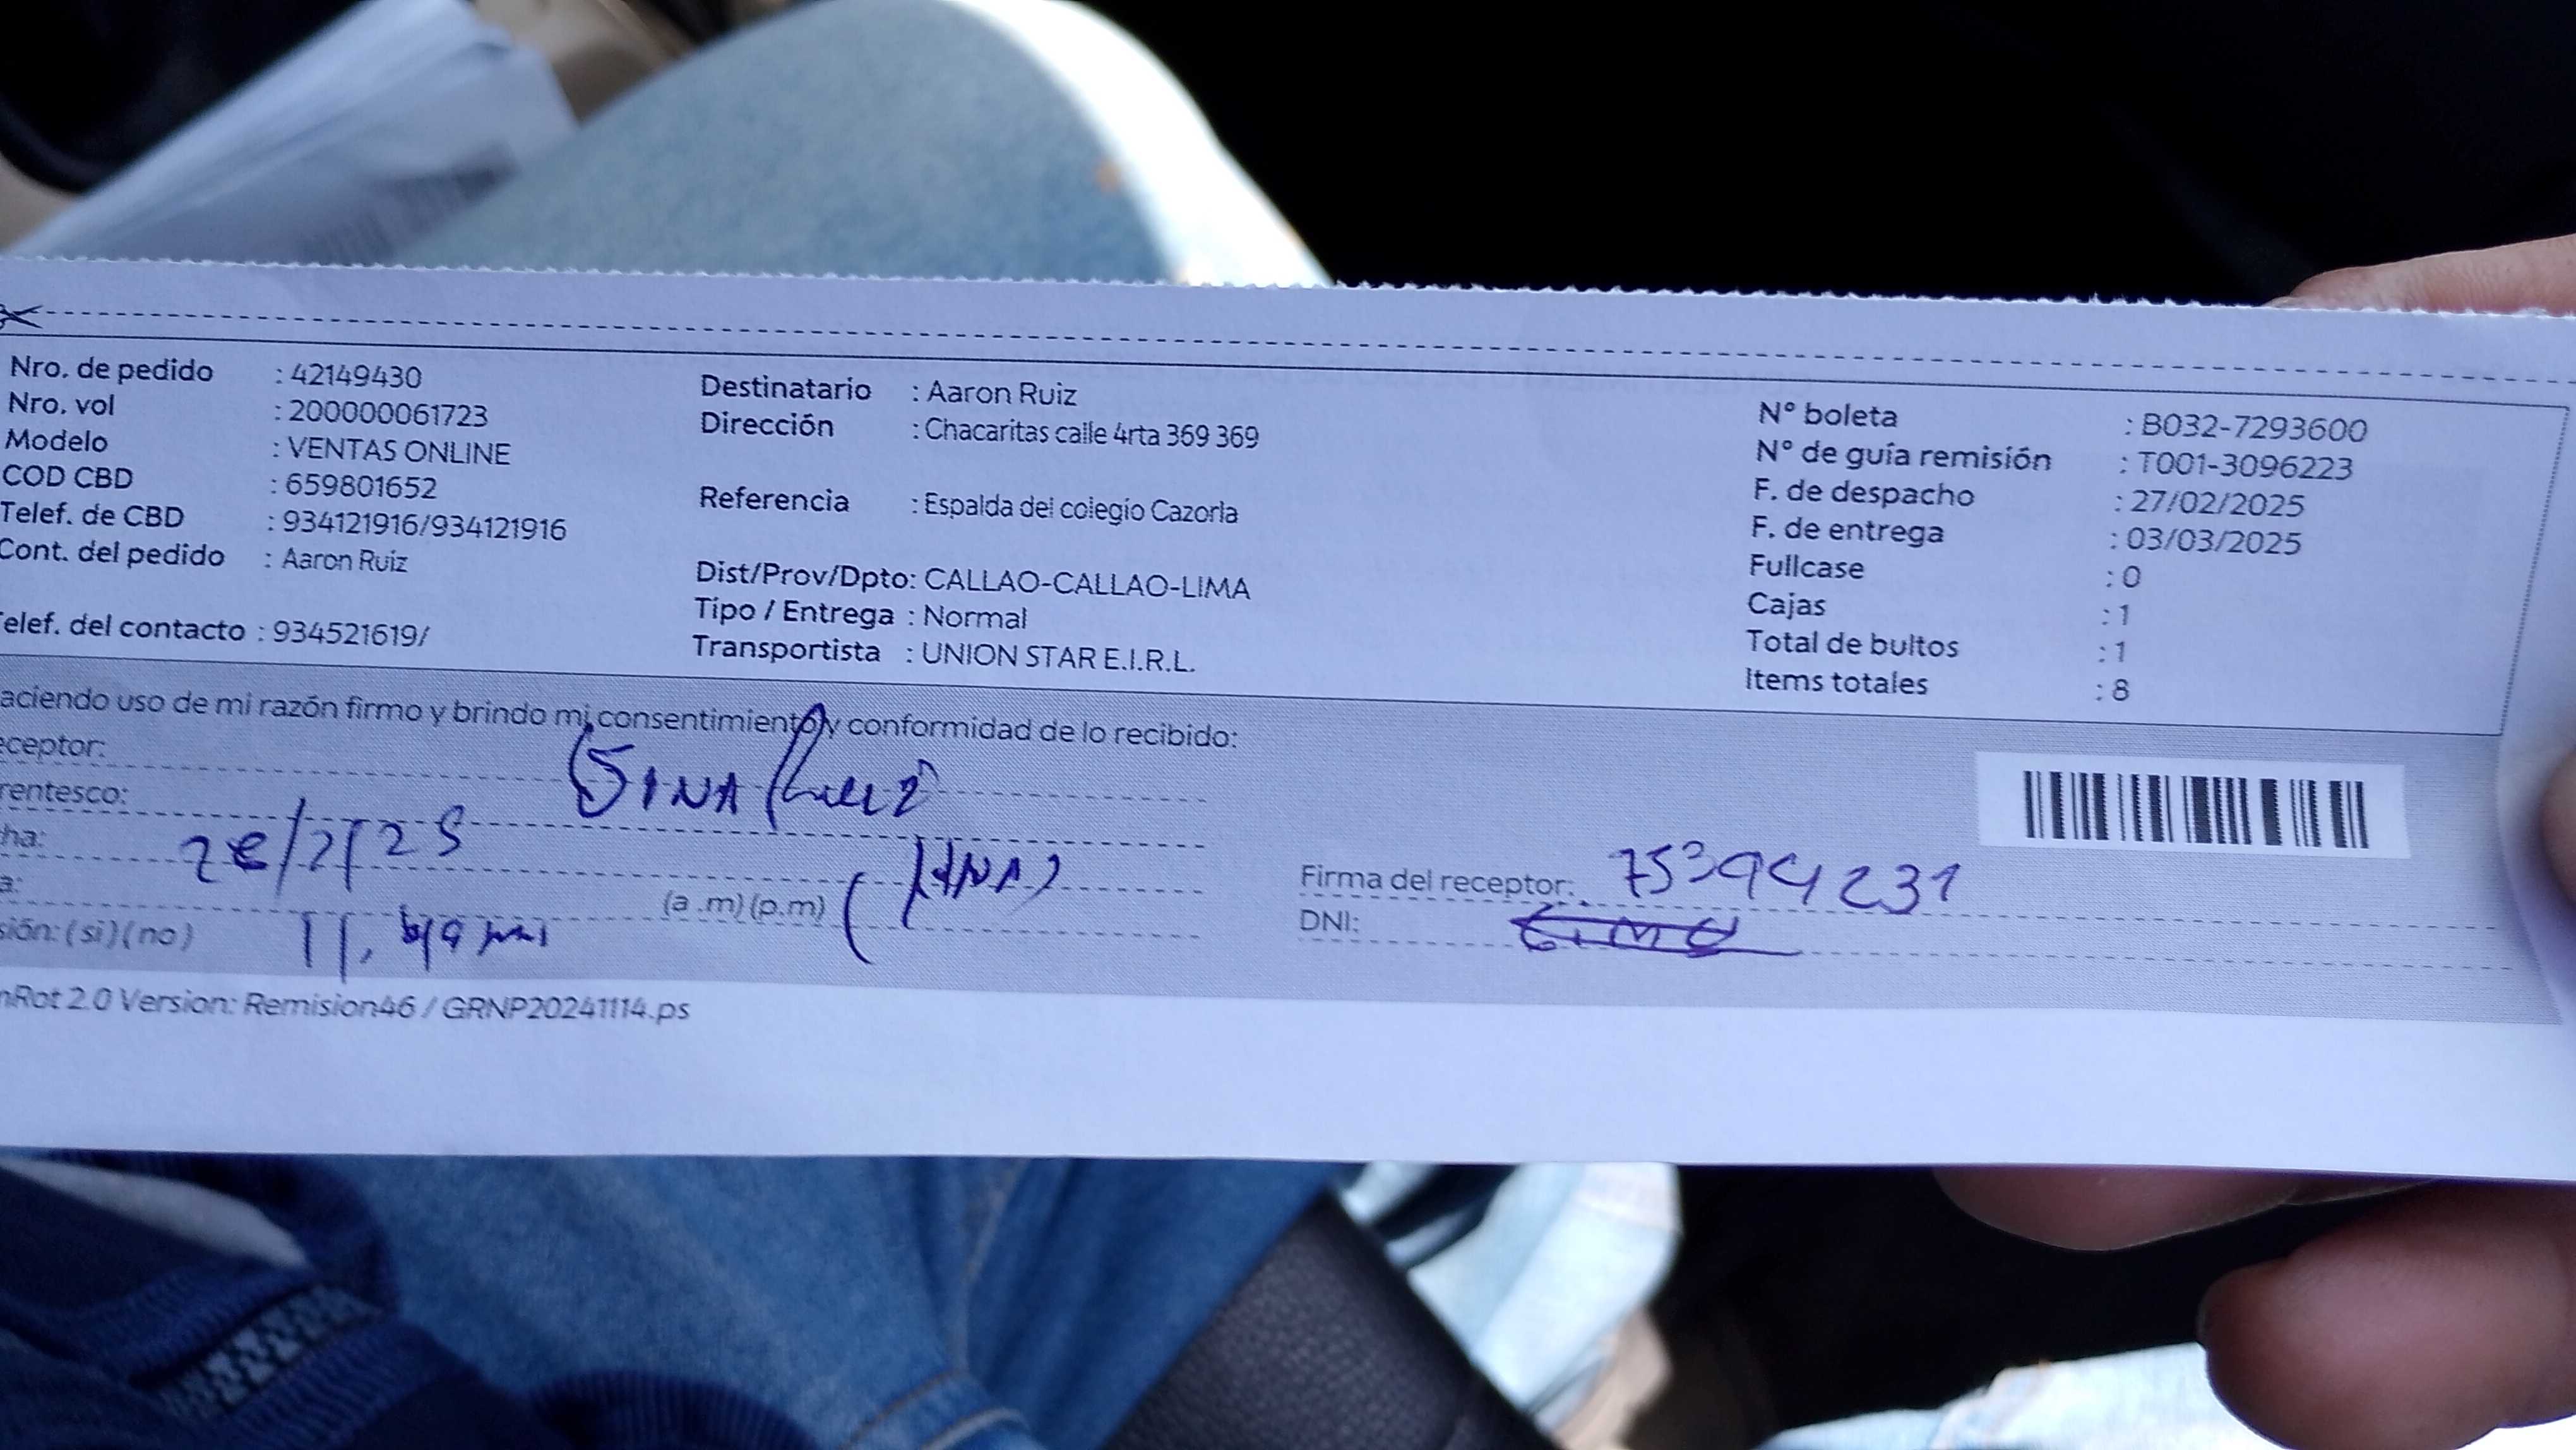 Nro. de pedido : 42149430
Nro. vol : 200000061723
Modelo : VENTAS ONLINE
COD CBD : 659801652
Telef. de CBD : 934121916/934121916
Cont. del pedido : Aaron Ruiz
elef. del contacto : 934521619/
Destinatario : Aaron Ruiz
Dirección : Chacaritas calle 4rta 369 369
Referencia : Espalda del colegio Cazorla
Dist/Prov/Dpto: CALLAO-CALLAO-LIMA
Tipo / Entrega : Normal
Transportista : UNION STAR E.I.R.L.
N° boleta : B032-7293600
N° de guía remisión : T001-3096223
F. de despacho : 27/02/2025
F. de entrega : 03/03/2025
Fullcase : 0
Cajas : 1
Total de bultos : 1
Items totales : 8
aciendo uso de mi razón firmo y brindo mi consentimiento y conformidad de lo recibido:
ceptor:
rentesco:
ha:
a: (a .m) (p.m)
sión: ( si ) ( no )
Firma del receptor: 75394231
DNI:
nRot 2.0 Version: Remision46 / GRNP20241114.ps